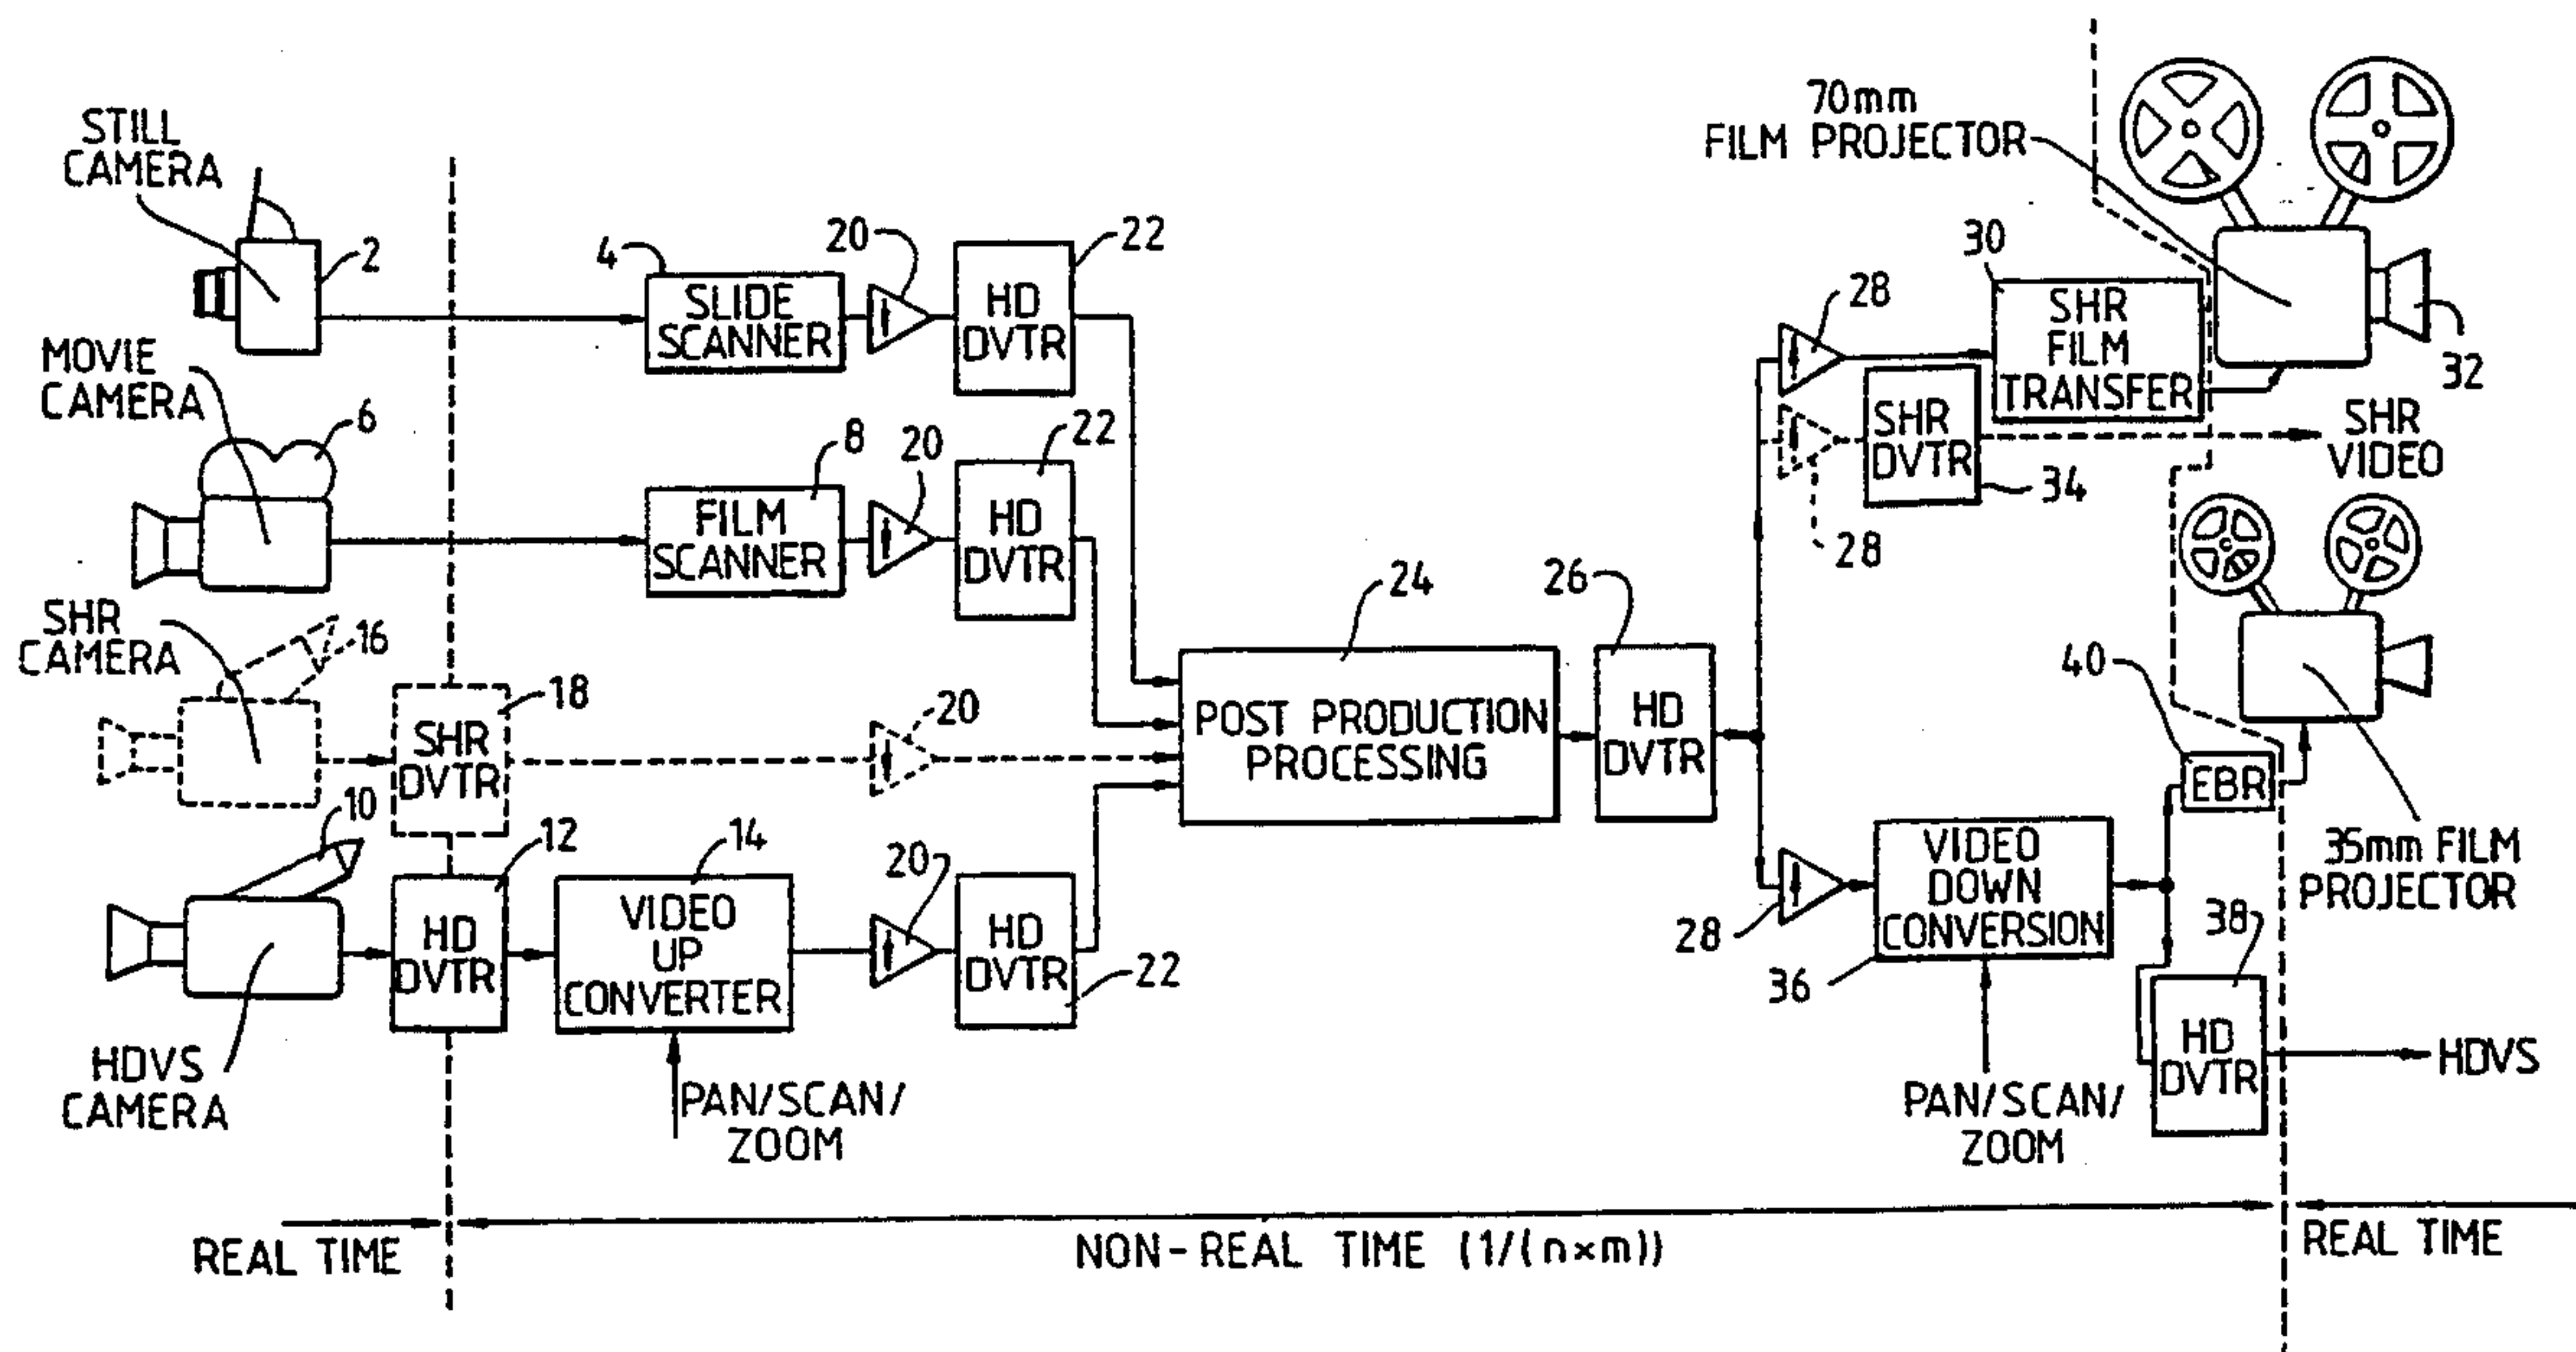 STILL
CAMERA
2
4
SLIDE
SCANNER
20
HD
DVTR
22
MOVIE
CAMERA
6
8
FILM
SCANNER
20
HD
DVTR
22
SHR
CAMERA
16
18
SHR
DVTR
20
10
HDVS
CAMERA
12
HD
DVTR
14
VIDEO
UP
CONVERTER
PAN/SCAN/
ZOOM
20
HD
DVTR
22
24
POST PRODUCTION
PROCESSING
26
HD
DVTR
70mm
FILM PROJECTOR
28
30
SHR
FILM
TRANSFER
32
28
SHR
DVTR
34
SHR
VIDEO
28
36
VIDEO
DOWN
CONVERSION
PAN/SCAN/
ZOOM
40
EBR
35mm FILM
PROJECTOR
38
HD
DVTR
HDVS
REAL TIME
NON-REAL TIME (1/(n×m))
REAL TIME